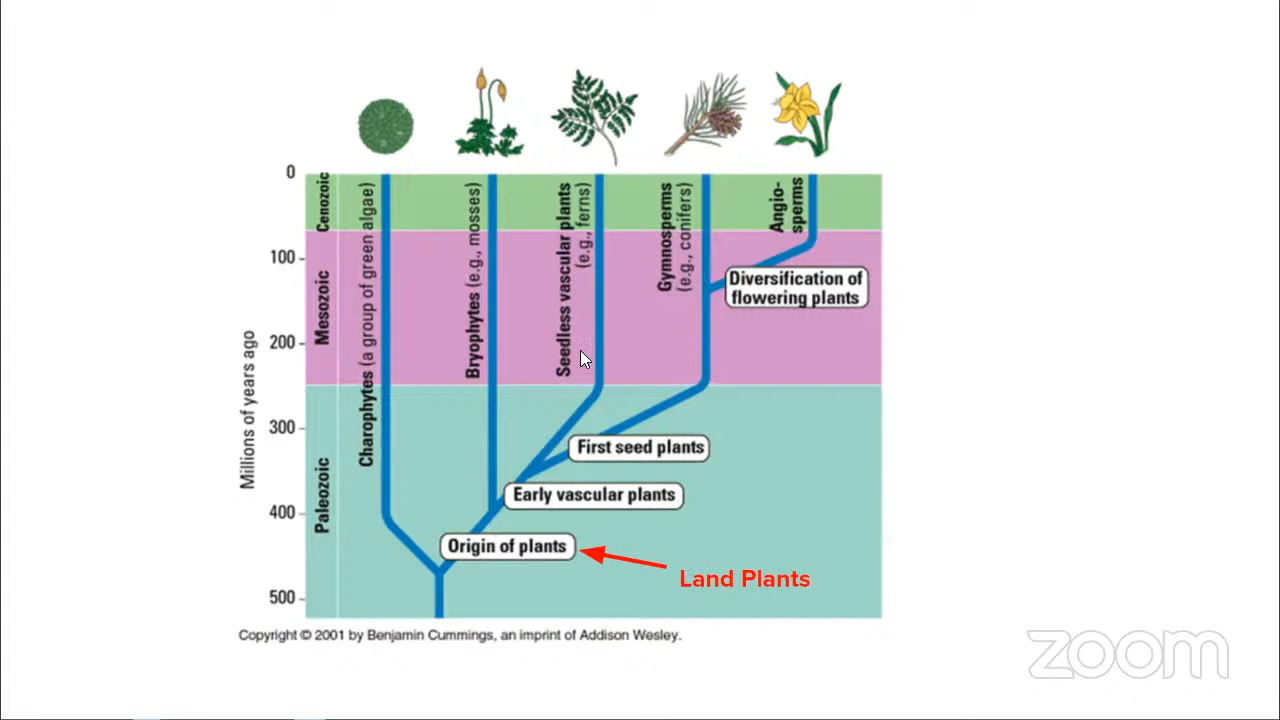 0
100
200
300
400
500
Millions of years ago
Cenozoic
Mesozoic
Paleozoic
Charophytes (a group of green algae)
Bryophytes (e.g., mosses)
Seedless vascular plants
(e.g., ferns)
Gymnosperms
(e.g., conifers)
Angio-
sperms
Diversification of
flowering plants
First seed plants
Early vascular plants
Origin of plants
Land Plants
Copyright © 2001 by Benjamin Cummings, an imprint of Addison Wesley.
zoom